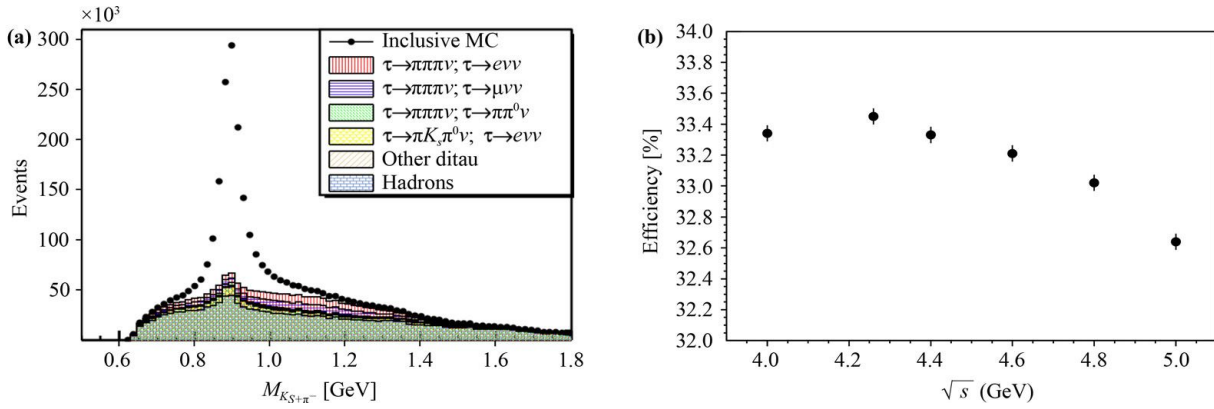 (a)
×10³
300
250
200
150
100
50
Events
0.6 0.8 1.0 1.2 1.4 1.6 1.8
M_{K_{S+π⁻}} [GeV]
Inclusive MC
τ→πππν; τ→eνν
τ→πππν; τ→μνν
τ→πππν; τ→ππ⁰ν
τ→πK_sπ⁰ν; τ→eνν
Other ditau
Hadrons
(b)
34.0
33.8
33.6
33.4
33.2
33.0
32.8
32.6
32.4
32.2
32.0
Efficiency [%]
4.0 4.2 4.4 4.6 4.8 5.0
√s (GeV)